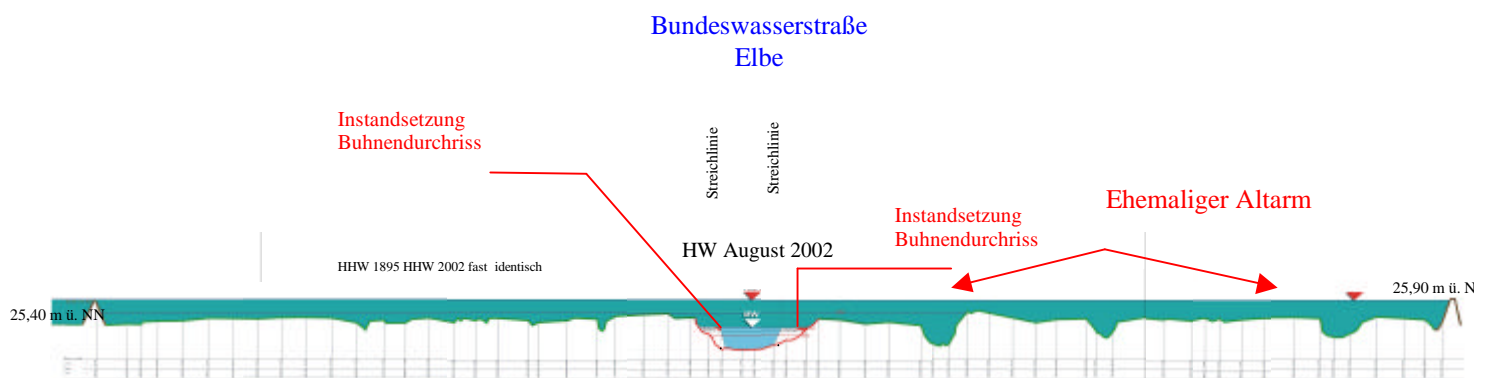 Bundeswasserstraße
Elbe
Instandsetzung
Buhnendurchriss
Streichlinie
Streichlinie
Ehemaliger Altarm
Instandsetzung
Buhnendurchriss
HW August 2002
HHW 1895 HHW 2002 fast identisch
25,90 m ü. N
25,40 m ü. NN